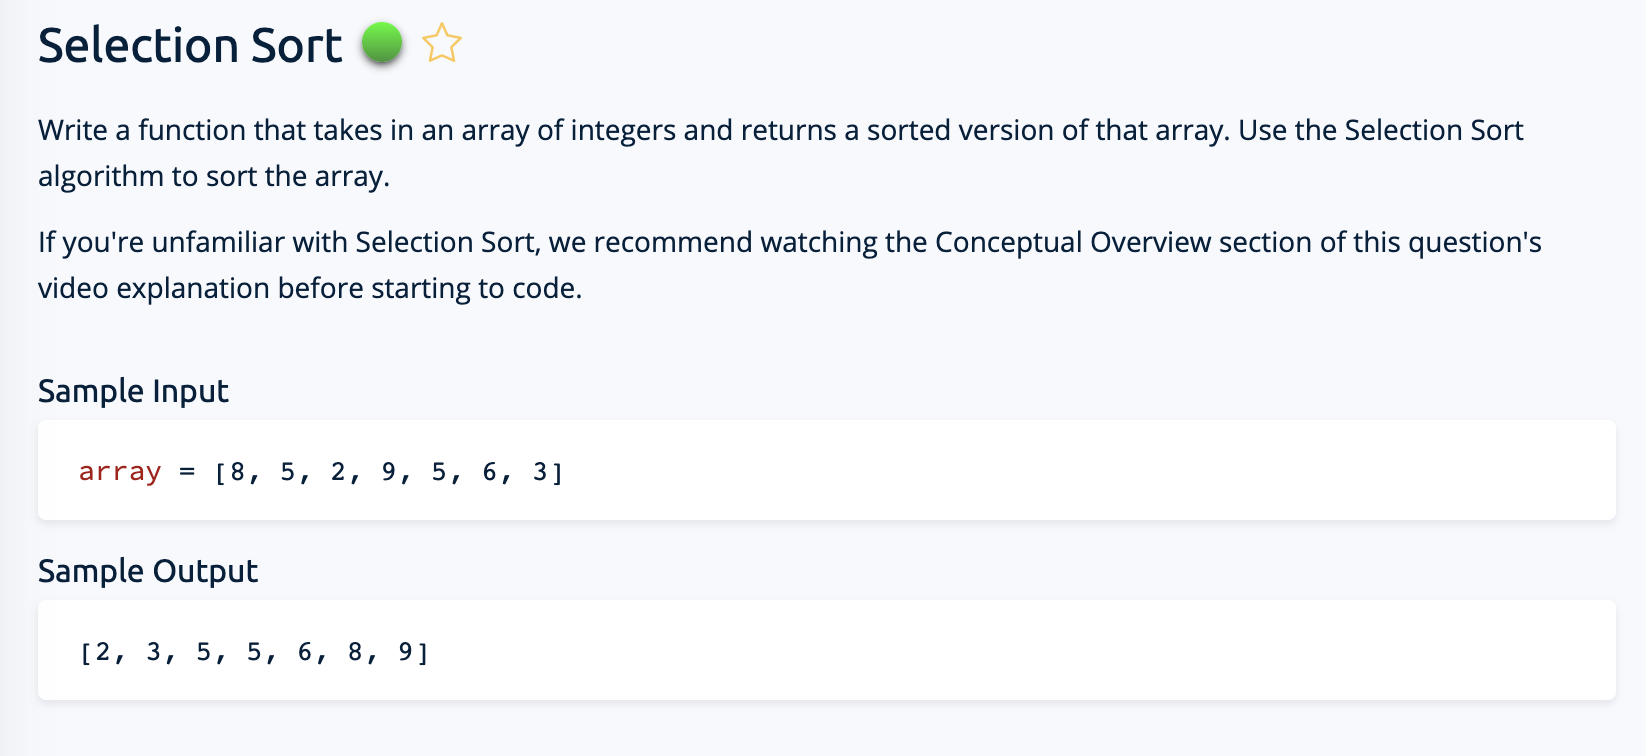 Selection Sort
Write a function that takes in an array of integers and returns a sorted version of that array. Use the Selection Sort
algorithm to sort the array.
If you're unfamiliar with Selection Sort, we recommend watching the Conceptual Overview section of this question's
video explanation before starting to code.
Sample Input
array = [8, 5, 2, 9, 5, 6, 3]
Sample Output
[2, 3, 5, 5, 6, 8, 9]